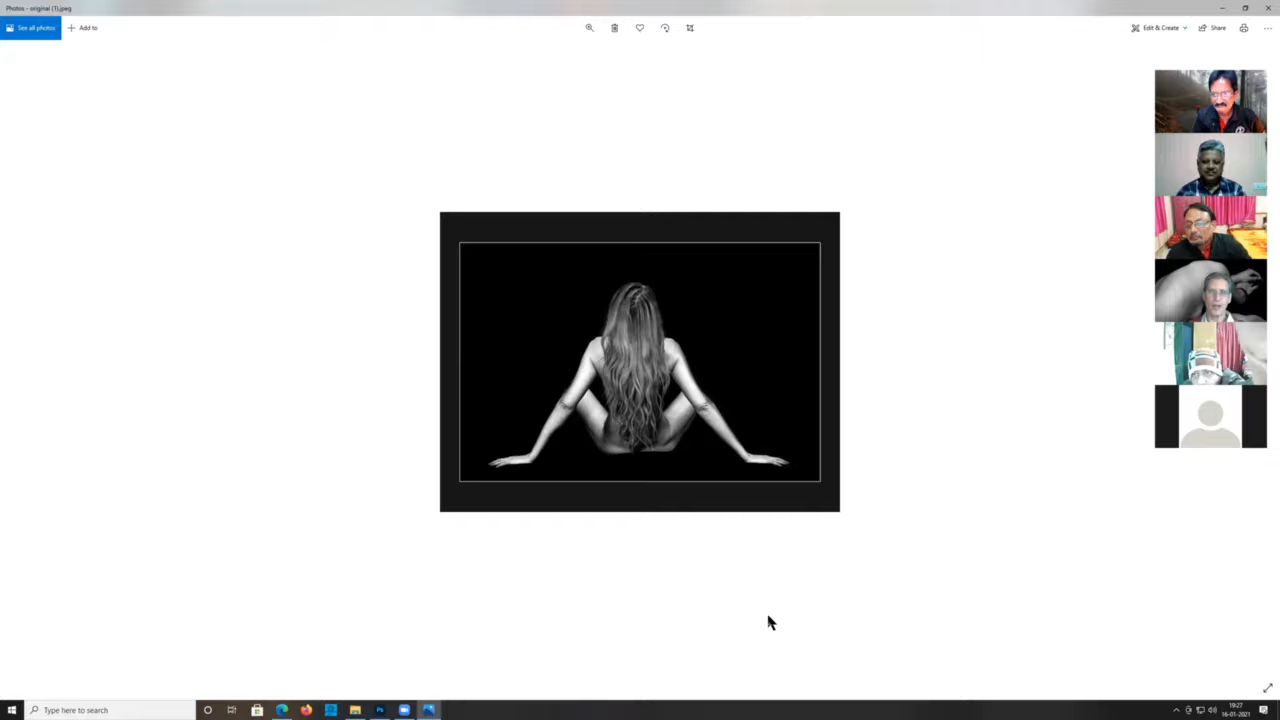 Photos - original (1).jpeg
See all photos
Add to
Edit & Create
Share
Type here to search
Ps
19:27
16-01-2021